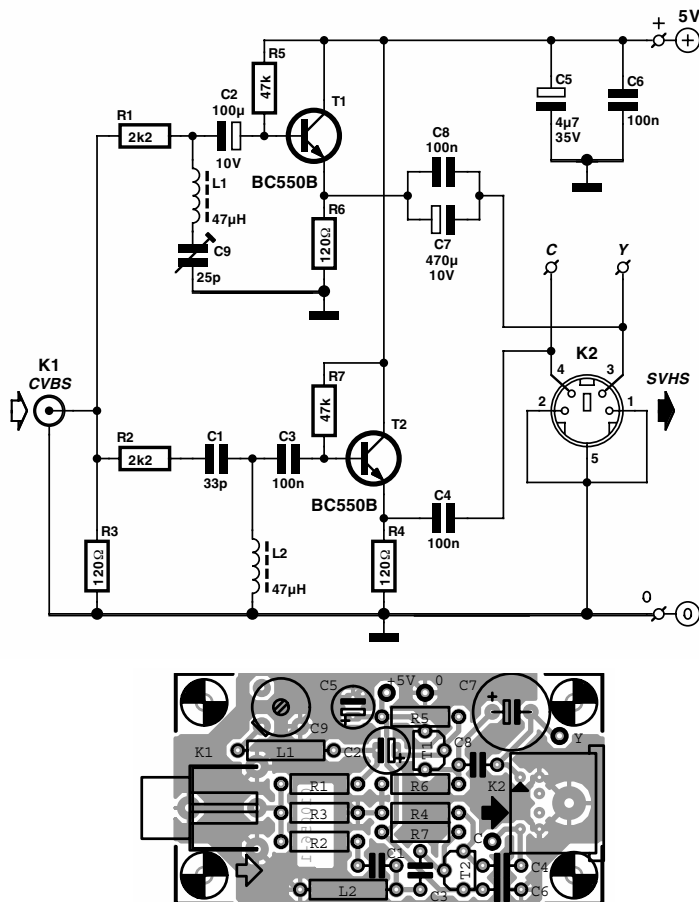 5V
+
R5
47k
C2
100µ
10V
T1
BC550B
R1
2k2
L1
47µH
C9
25p
R6
120Ω
C8
100n
C7
470µ
10V
C5
4µ7
35V
C6
100n
C
Y
K1
CVBS
K2
SVHS
4
3
2
1
5
R7
47k
T2
BC550B
R2
2k2
C1
33p
C3
100n
C4
100n
R3
120Ω
L2
47µH
R4
120Ω
0
0
C5
+5V
0
C7
R5
C9
K1
L1
C2
T1
C8
Y
R1
R6
K2
R3
R4
R7
R2
C
C1
T2
C4
L2
C3
C6